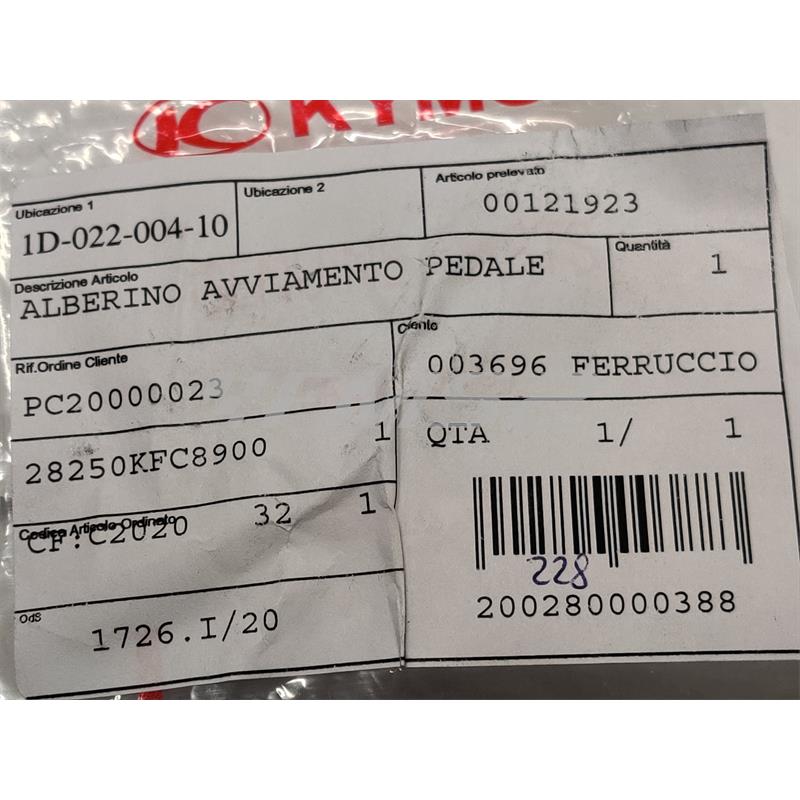 KYMCO
Ubicazione 1
1D-022-004-10
Ubicazione 2
Articolo prelevato
00121923
Descrizione Articolo
ALBERINO AVVIAMENTO PEDALE
Quantità
1
Rif.Ordine Cliente
PC20000023
Cliente
003696 FERRUCCIO
28250KFC8900 1
QTA 1/ 1
Codice Articolo Ordinato
CF:C2020 32 1
228
200280000388
OdS
1726.I/20